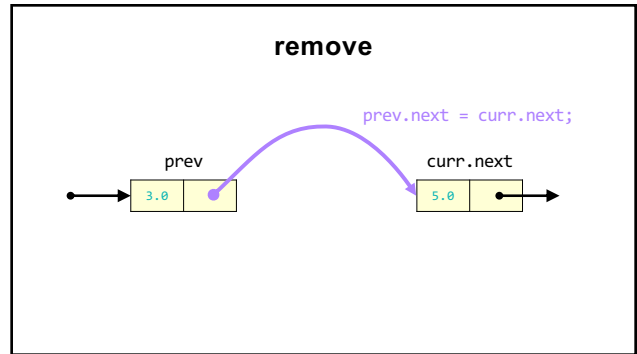 remove
prev.next = curr.next;
prev
curr.next
3.0
5.0